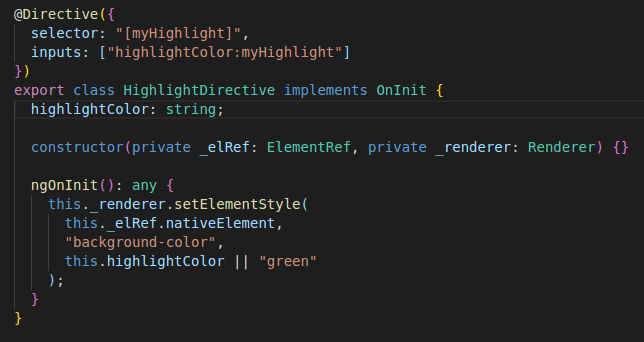 @Directive({
  selector: "[myHighlight]",
  inputs: ["highlightColor:myHighlight"]
})
export class HighlightDirective implements OnInit {
  highlightColor: string;

  constructor(private _elRef: ElementRef, private _renderer: Renderer) {}

  ngOnInit(): any {
    this._renderer.setElementStyle(
      this._elRef.nativeElement,
      "background-color",
      this.highlightColor || "green"
    );
  }
}